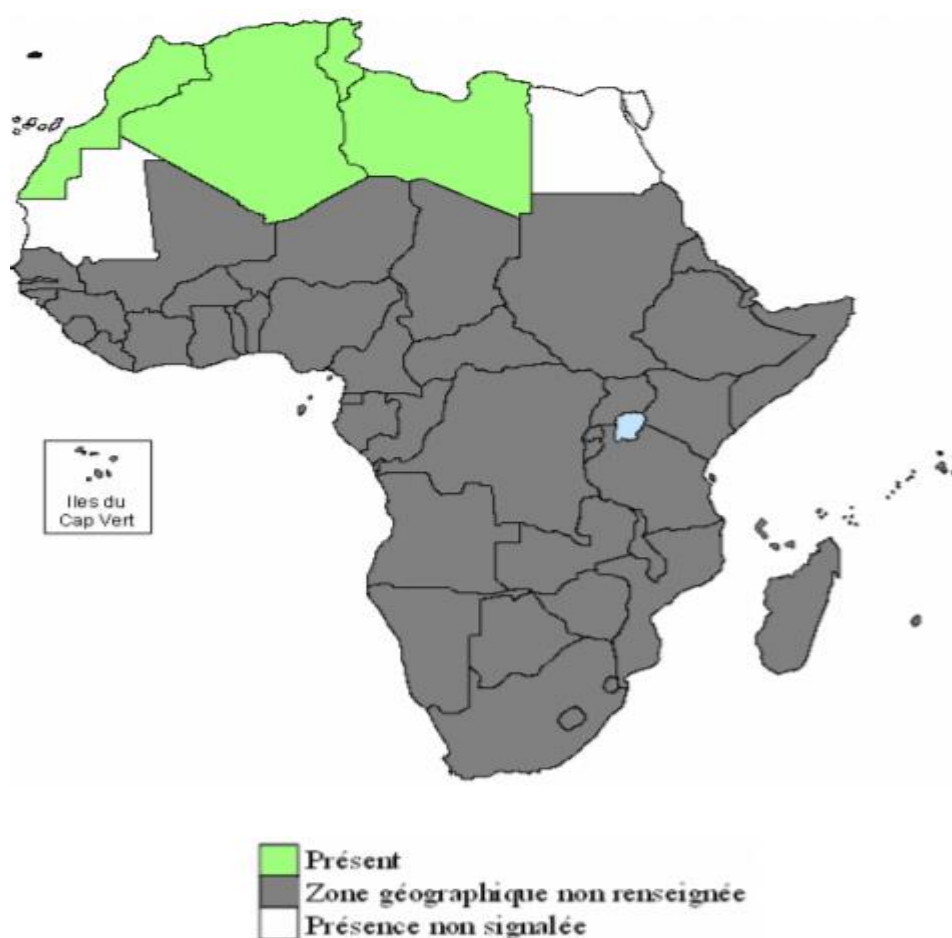 Iles du
Cap Vert
Présent
Zone géographique non renseignée
Présence non signalée